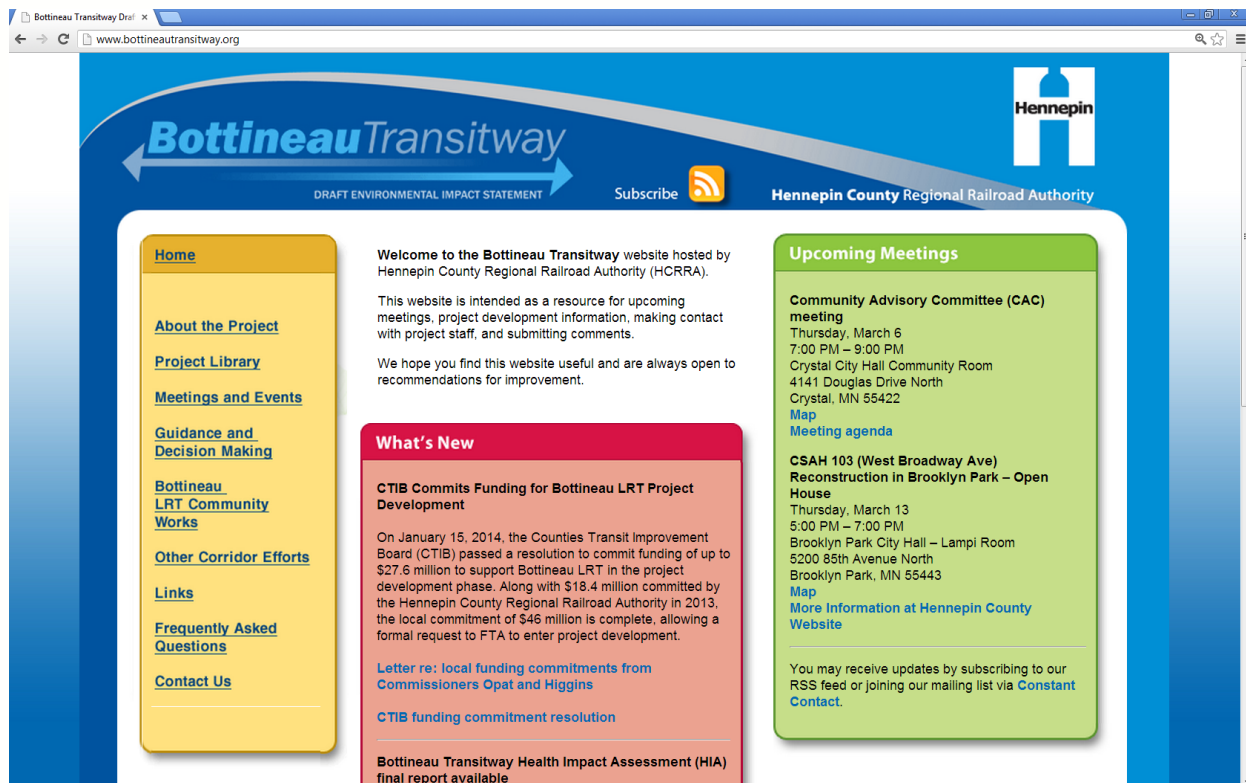 Bottineau Transitway Draf
www.bottineautransitway.org
Bottineau Transitway
DRAFT ENVIRONMENTAL IMPACT STATEMENT
Subscribe
Hennepin
Hennepin County Regional Railroad Authority
Home
About the Project
Project Library
Meetings and Events
Guidance and
Decision Making
Bottineau
LRT Community
Works
Other Corridor Efforts
Links
Frequently Asked
Questions
Contact Us
Welcome to the Bottineau Transitway website hosted by
Hennepin County Regional Railroad Authority (HCRRA).
This website is intended as a resource for upcoming
meetings, project development information, making contact
with project staff, and submitting comments.
We hope you find this website useful and are always open to
recommendations for improvement.
What's New
CTIB Commits Funding for Bottineau LRT Project
Development
On January 15, 2014, the Counties Transit Improvement
Board (CTIB) passed a resolution to commit funding of up to
$27.6 million to support Bottineau LRT in the project
development phase. Along with $18.4 million committed by
the Hennepin County Regional Railroad Authority in 2013,
the local commitment of $46 million is complete, allowing a
formal request to FTA to enter project development.
Letter re: local funding commitments from
Commissioners Opat and Higgins
CTIB funding commitment resolution
Bottineau Transitway Health Impact Assessment (HIA)
final report available
Upcoming Meetings
Community Advisory Committee (CAC)
meeting
Thursday, March 6
7:00 PM – 9:00 PM
Crystal City Hall Community Room
4141 Douglas Drive North
Crystal, MN 55422
Map
Meeting agenda
CSAH 103 (West Broadway Ave)
Reconstruction in Brooklyn Park – Open
House
Thursday, March 13
5:00 PM – 7:00 PM
Brooklyn Park City Hall – Lampi Room
5200 85th Avenue North
Brooklyn Park, MN 55443
Map
More Information at Hennepin County
Website
You may receive updates by subscribing to our
RSS feed or joining our mailing list via Constant
Contact.